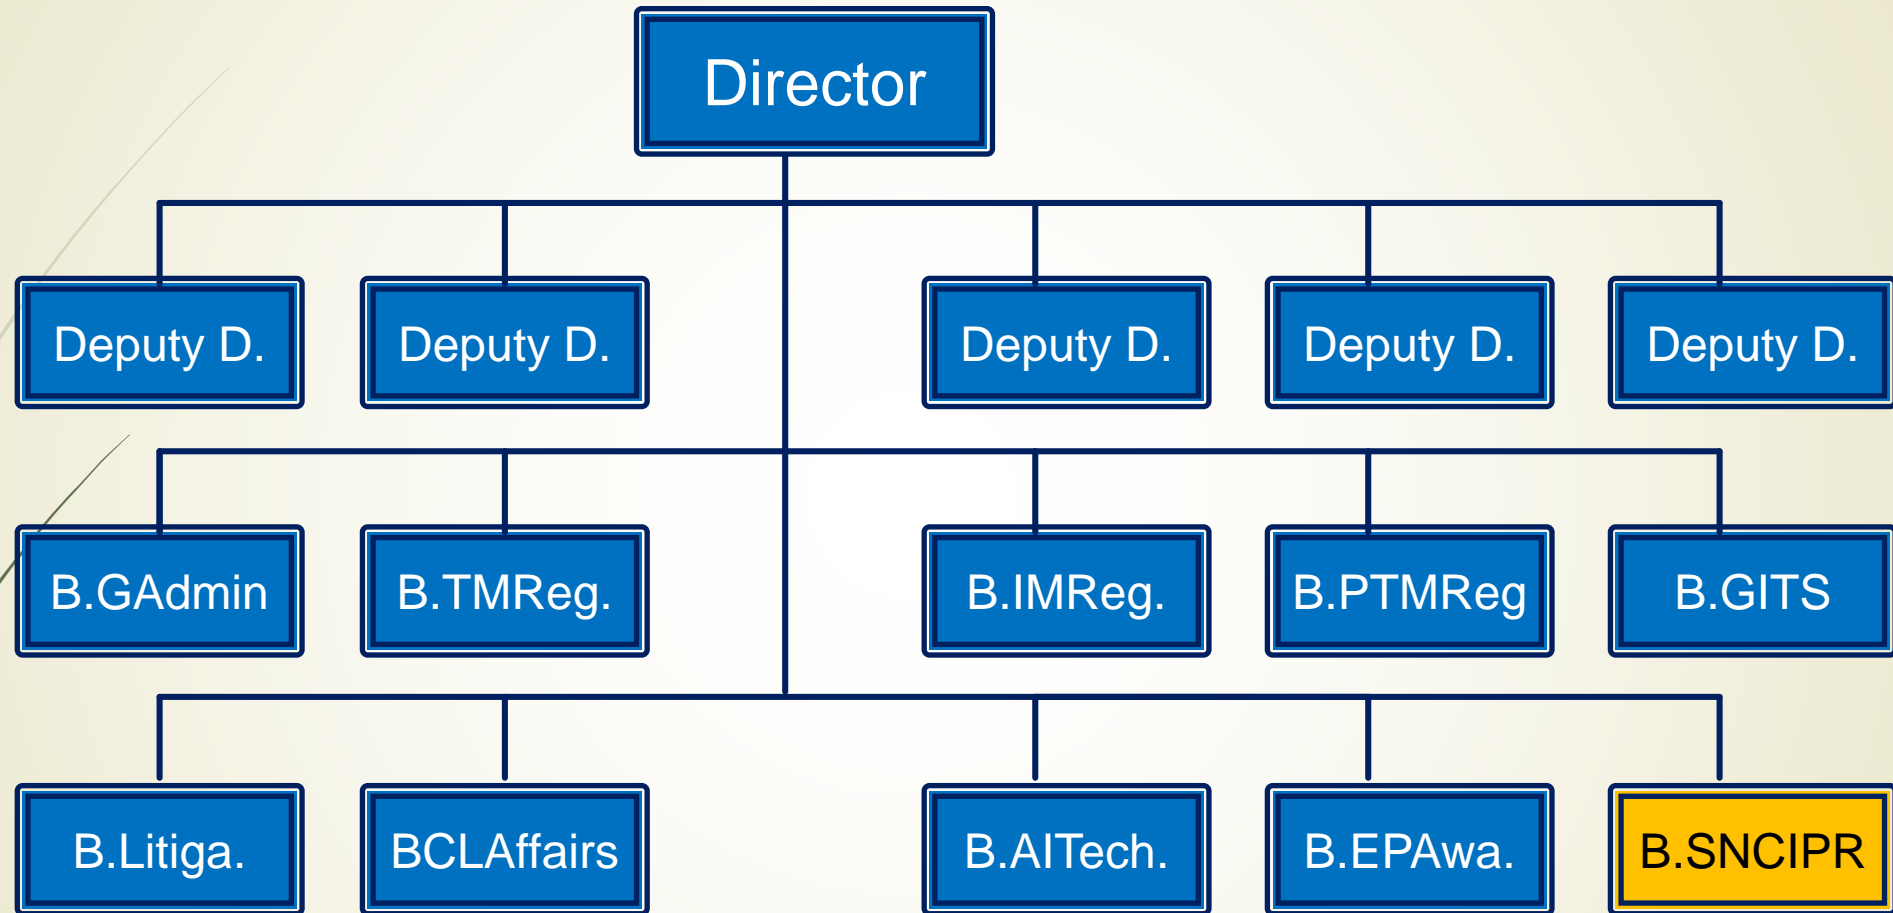 Director
Deputy D.
Deputy D.
Deputy D.
Deputy D.
Deputy D.
B.GAdmin
B.TMReg.
B.IMReg.
B.PTMReg
B.GITS
B.Litiga.
BCLAffairs
B.AITech.
B.EPAwa.
B.SNCIPR